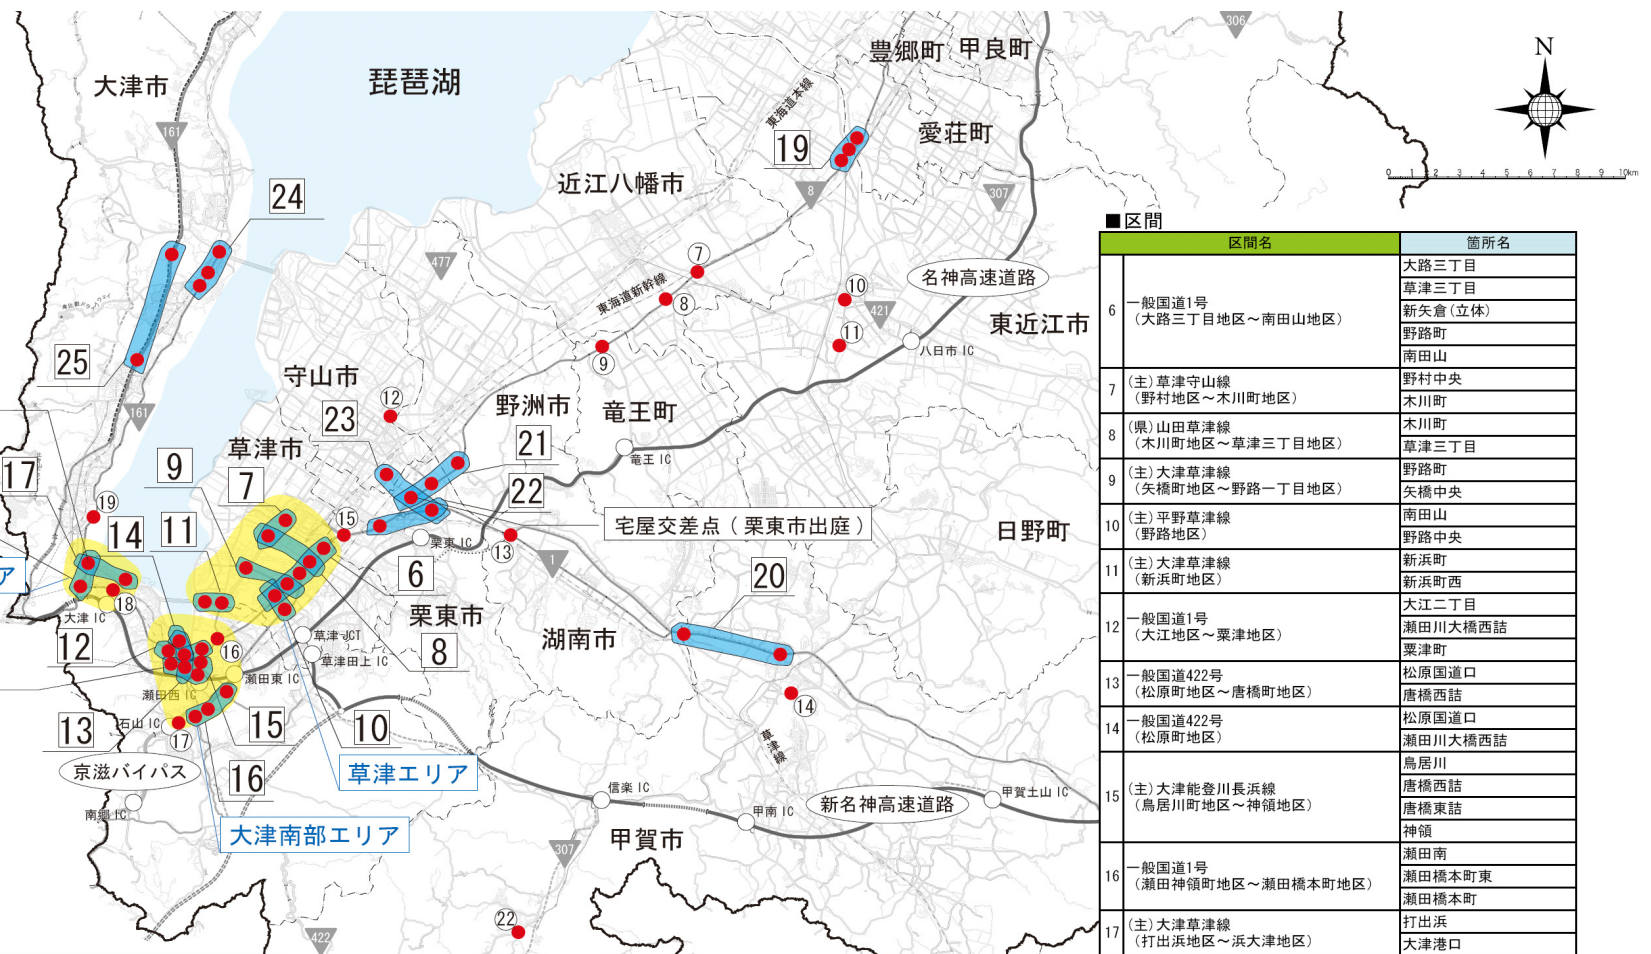 306
豊郷町
甲良町
N
琵琶湖
大津市
東海道本線
161
愛荘町
19
近江八幡市
8
307
0 1 2 3 4 5 6 7 8 9 10km
24
477
⑦
東海道新幹線
名神高速道路
⑧
⑩
421
東近江市
⑪
八日市 IC
25
⑨
守山市
161
⑫
野洲市
竜王町
23
草津市
21
竜王 IC
9
7
17
22
⑲
14
11
⑮
宅屋交差点（栗東市出庭）
日野町
栗東 IC
⑬
1
ア
6
20
⑱
大津 IC
栗東市
湖南市
草津 JCT
12
⑯
8
草津田上 IC
瀬田東 IC
瀬田西 IC
⑭
石山 IC
13
⑰
15
10
草津線
京滋バイパス
16
草津エリア
信楽 IC
新名神高速道路
甲賀土山 IC
南郷 IC
甲南 IC
大津南部エリア
甲賀市
307
㉒
422
■区間
区間名 箇所名
6 一般国道1号
（大路三丁目地区～南田山地区）
大路三丁目
草津三丁目
新矢倉(立体)
野路町
南田山
7 (主)草津守山線
（野村地区～木川町地区）
野村中央
木川町
8 (県)山田草津線
（木川町地区～草津三丁目地区）
木川町
草津三丁目
9 (主)大津草津線
（矢橋町地区～野路一丁目地区）
野路町
矢橋中央
10 (主)平野草津線
（野路地区）
南田山
野路中央
11 (主)大津草津線
（新浜町地区）
新浜町
新浜町西
12 一般国道1号
（大江地区～粟津地区）
大江二丁目
瀬田川大橋西詰
粟津町
13 一般国道422号
（松原町地区～唐橋町地区）
松原国道口
唐橋西詰
14 一般国道422号
（松原町地区）
松原国道口
瀬田川大橋西詰
15 (主)大津能登川長浜線
（鳥居川町地区～神領地区）
鳥居川
唐橋西詰
唐橋東詰
神領
16 一般国道1号
（瀬田神領町地区～瀬田橋本町地区）
瀬田南
瀬田橋本町東
瀬田橋本町
17 (主)大津草津線
（打出浜地区～浜大津地区）
打出浜
大津港口